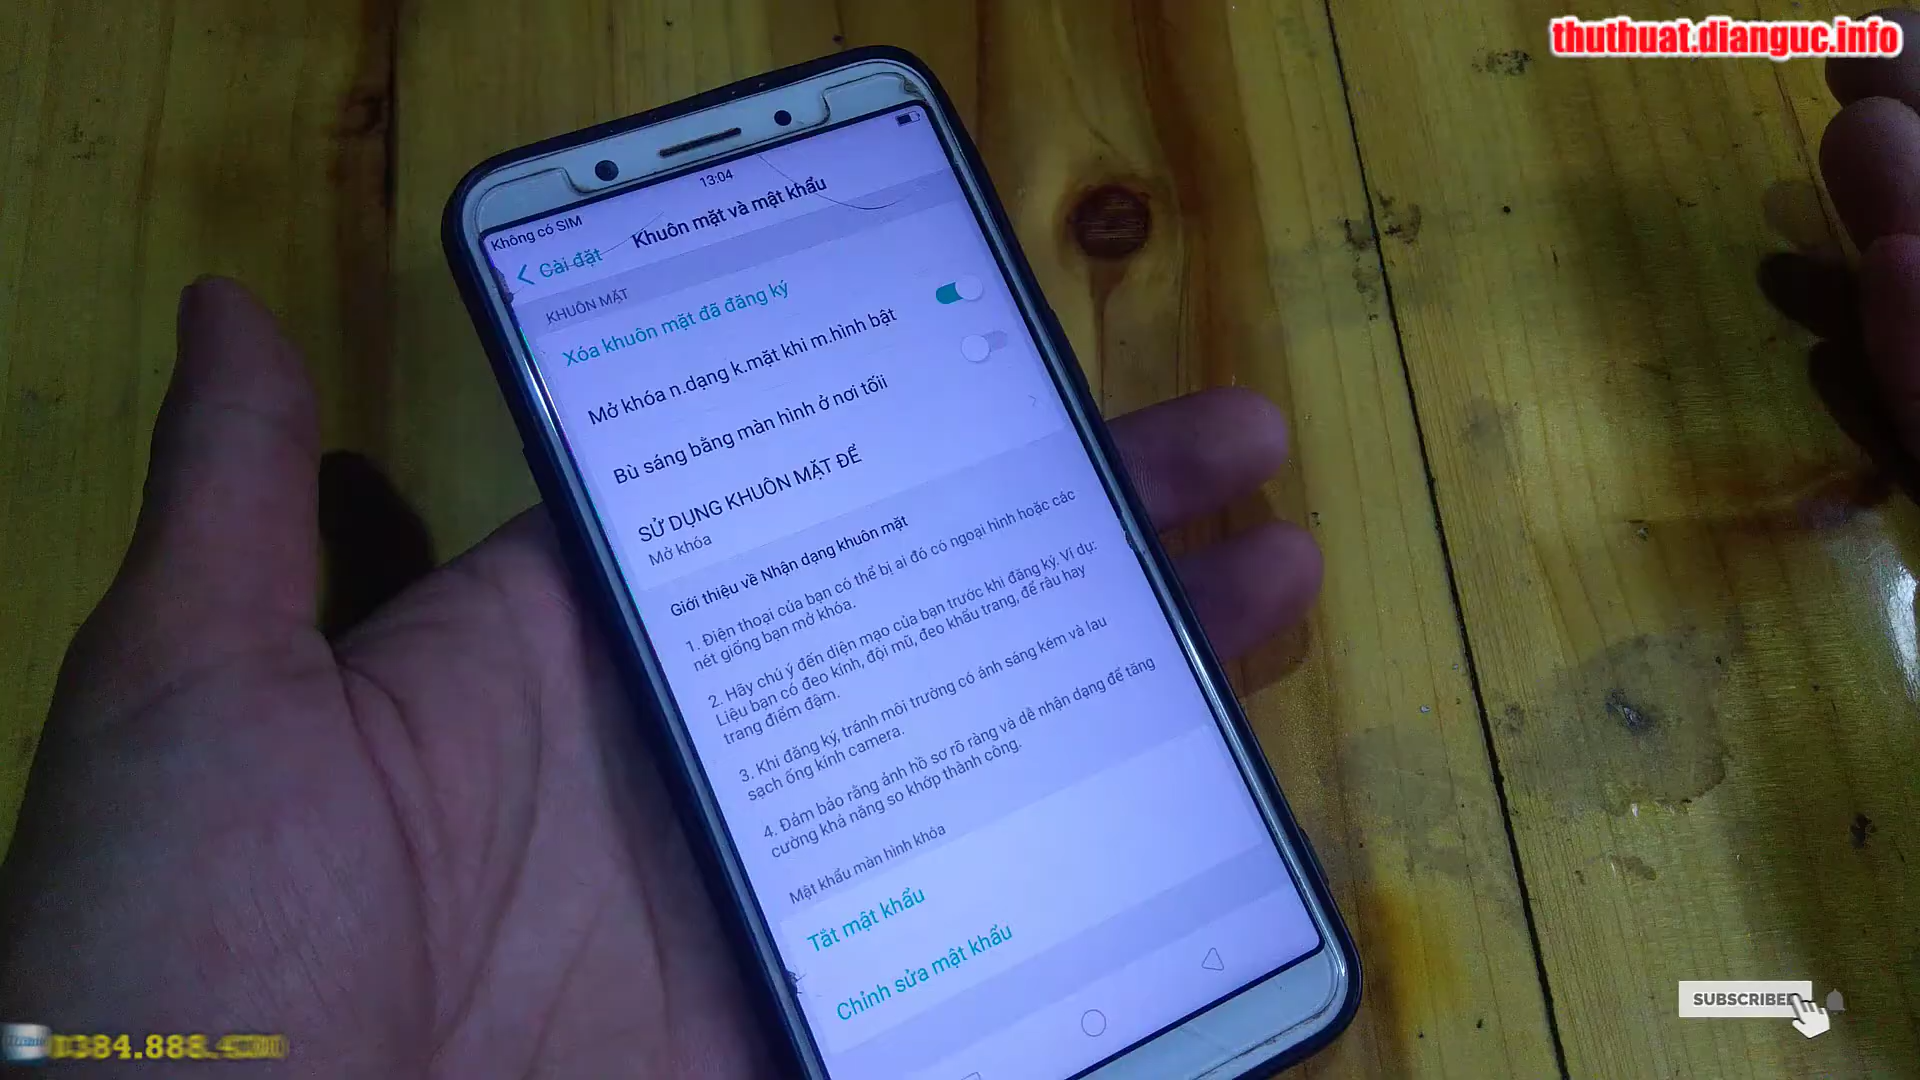 thuthuat.dianguc.info
13:04
Không có SIM
Cài đặt
Khuôn mặt và mật khẩu
KHUÔN MẶT
Xóa khuôn mặt đã đăng ký
Mở khóa n.dạng k.mặt khi m.hình bật
Bù sáng bằng màn hình ở nơi tốii
SỬ DỤNG KHUÔN MẶT ĐỂ
Mở khóa
Giới thiệu về Nhận dạng khuôn mặt
1. Điện thoại của bạn có thể bị ai đó có ngoại hình hoặc các
nét giống bạn mở khóa.
2. Hãy chú ý đến diện mạo của bạn trước khi đăng ký. Ví dụ:
Liệu bạn có đeo kính, đội mũ, đeo khẩu trang, để râu hay
trang điểm đậm.
3. Khi đăng ký, tránh môi trường có ánh sáng kém và lau
sạch ống kính camera.
4. Đảm bảo rằng ảnh hồ sơ rõ ràng và dễ nhận dạng để tăng
cường khả năng so khớp thành công.
Mật khẩu màn hình khóa
Tắt mật khẩu
Chỉnh sửa mật khẩu
SUBSCRIBED